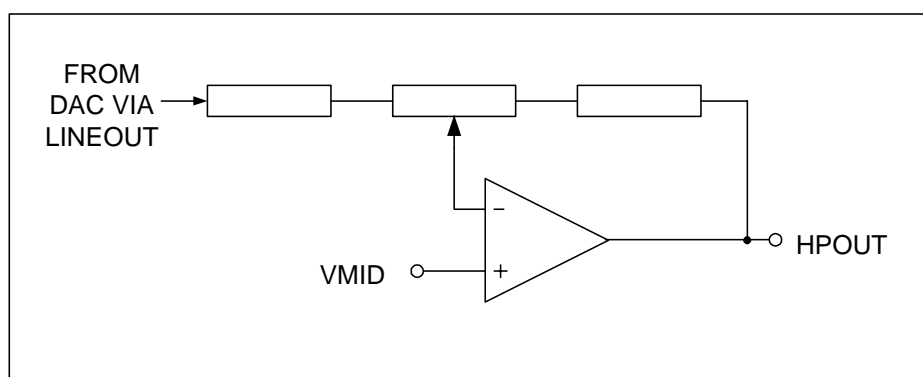 FROM
DAC VIA
LINEOUT
−
+
VMID
HPOUT